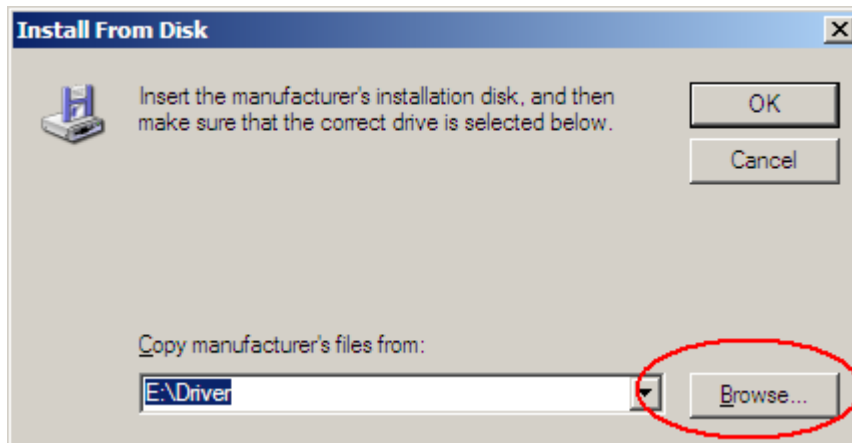 Install From Disk
Insert the manufacturer's installation disk, and then
make sure that the correct drive is selected below.
OK
Cancel
Copy manufacturer's files from:
E:\Driver
Browse...